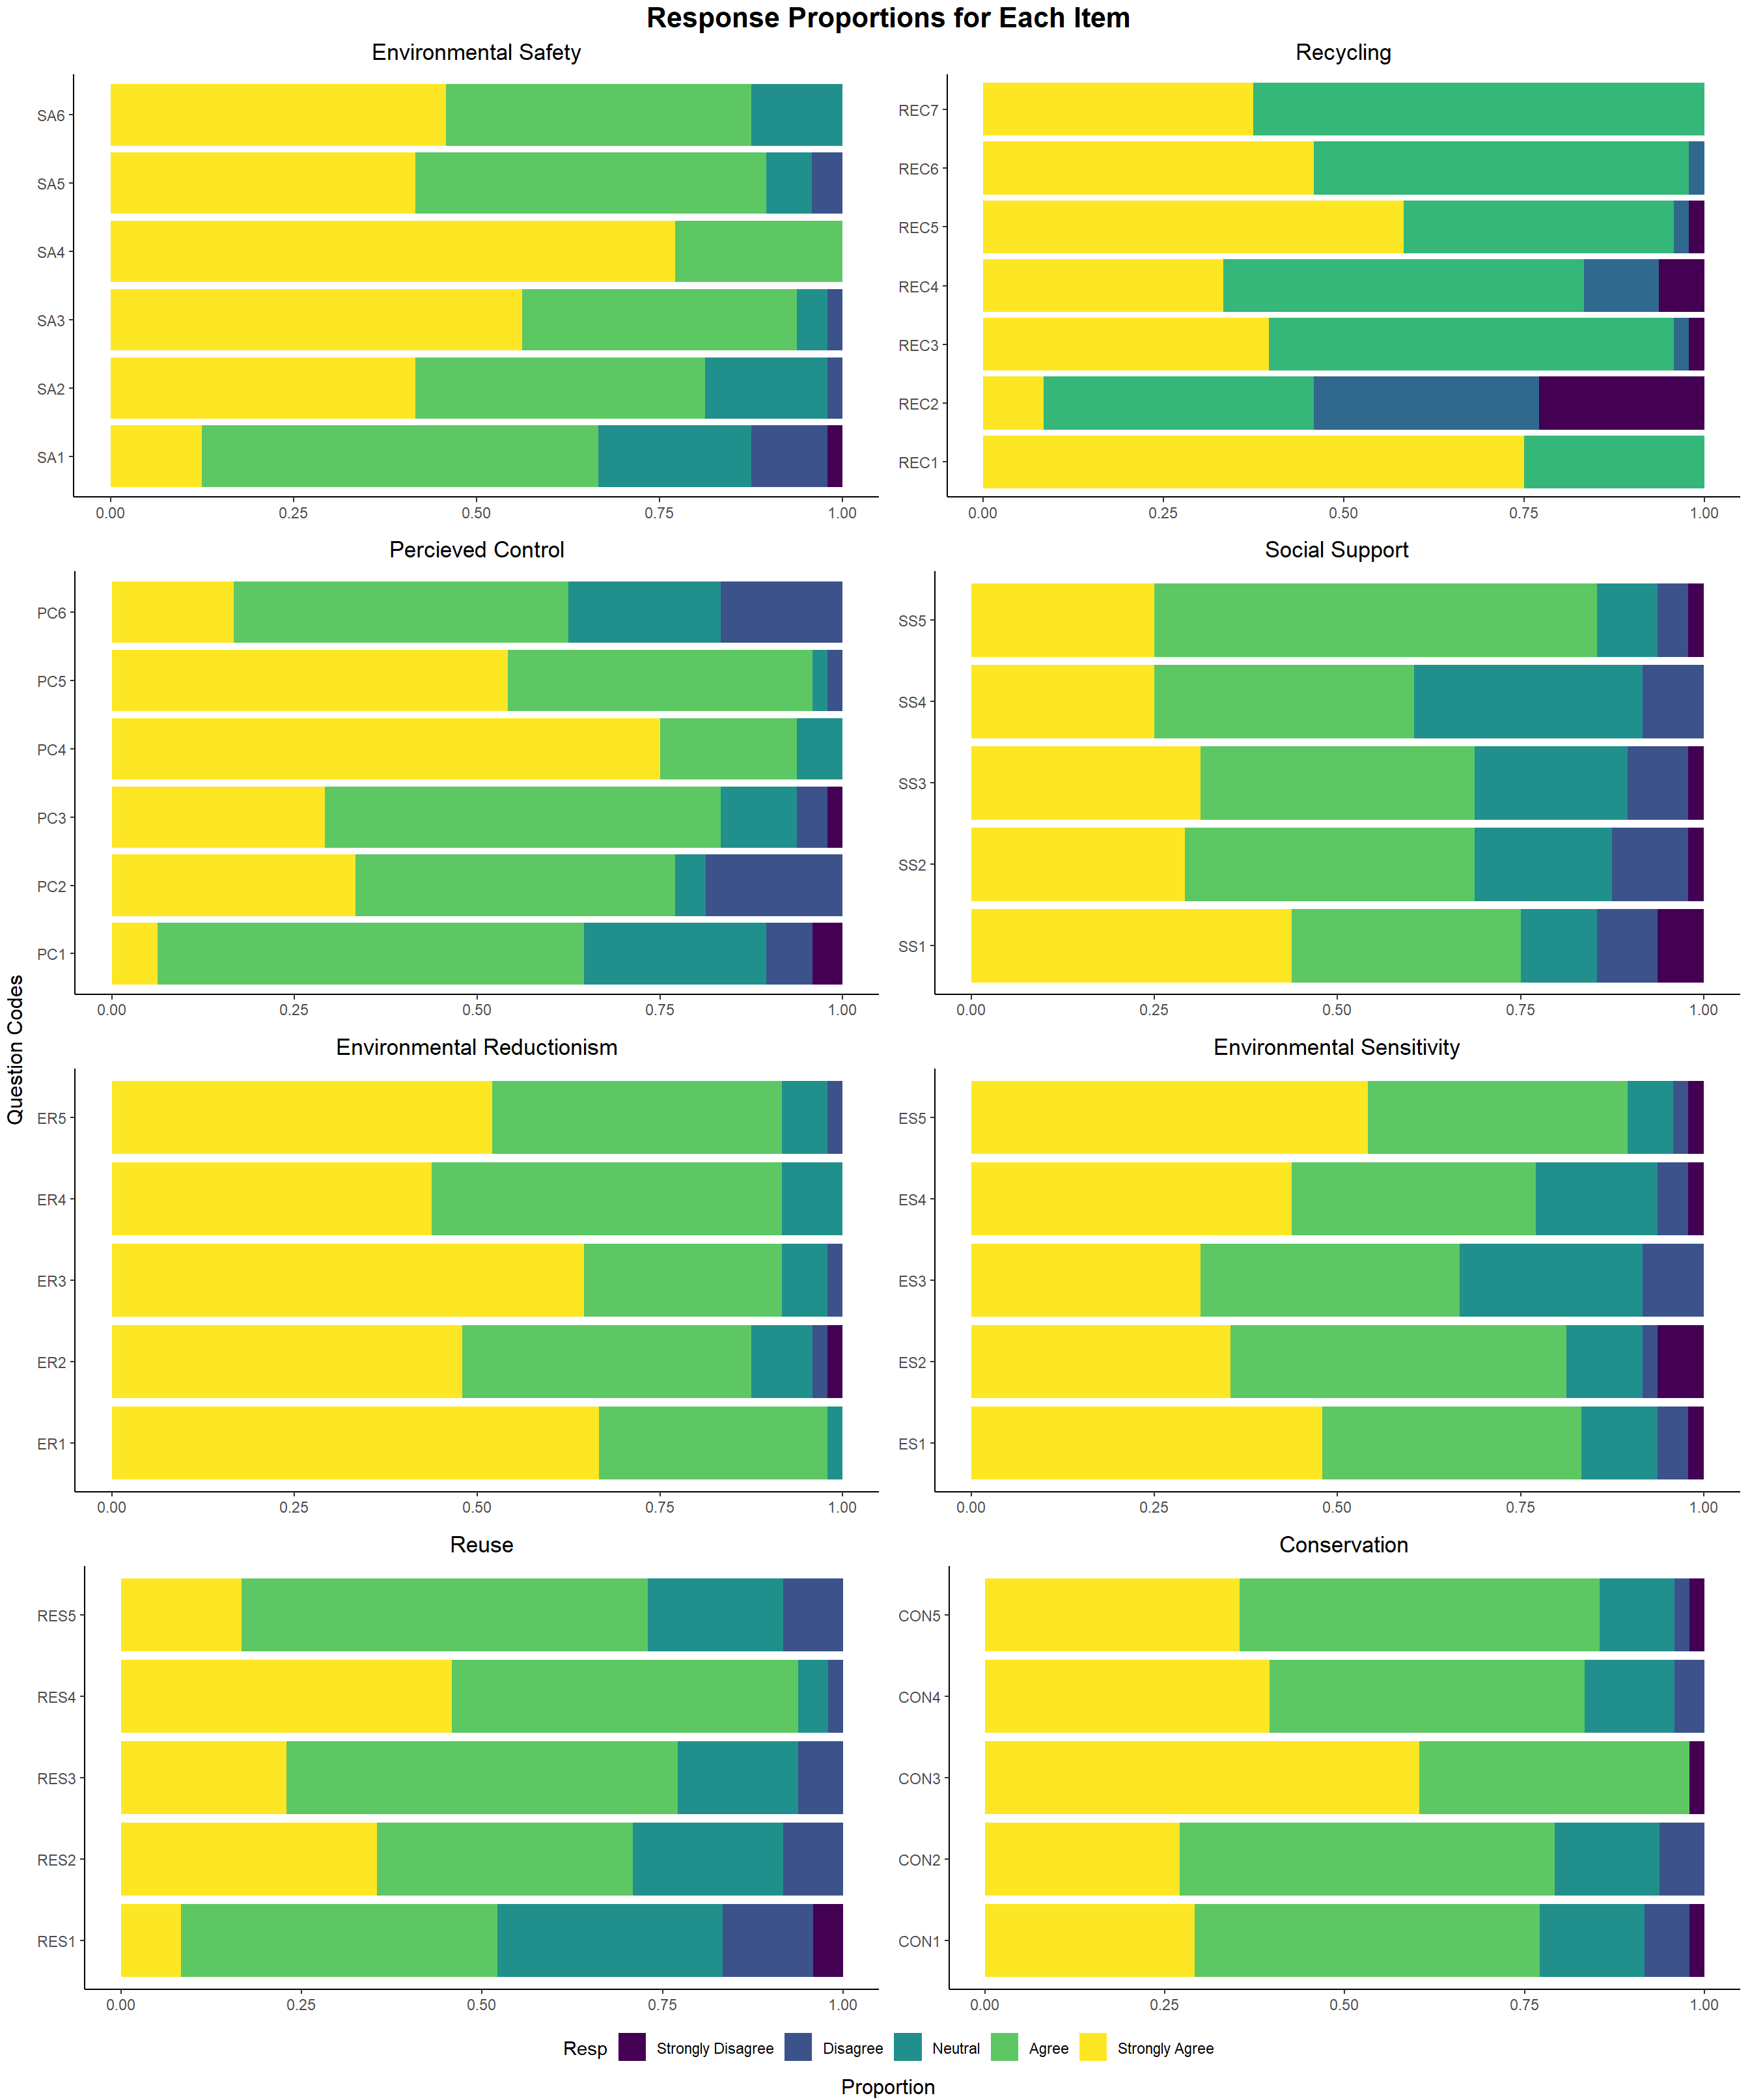 Response Proportions for Each Item
Environmental Safety
SA6
SA5
SA4
SA3
SA2
SA1
0.00 0.25 0.50 0.75 1.00
Recycling
REC7
REC6
REC5
REC4
REC3
REC2
REC1
0.00 0.25 0.50 0.75 1.00
Percieved Control
PC6
PC5
PC4
PC3
PC2
PC1
0.00 0.25 0.50 0.75 1.00
Social Support
SS5
SS4
SS3
SS2
SS1
0.00 0.25 0.50 0.75 1.00
Question Codes
Environmental Reductionism
ER5
ER4
ER3
ER2
ER1
0.00 0.25 0.50 0.75 1.00
Environmental Sensitivity
ES5
ES4
ES3
ES2
ES1
0.00 0.25 0.50 0.75 1.00
Reuse
RES5
RES4
RES3
RES2
RES1
0.00 0.25 0.50 0.75 1.00
Conservation
CON5
CON4
CON3
CON2
CON1
0.00 0.25 0.50 0.75 1.00
Resp Strongly Disagree Disagree Neutral Agree Strongly Agree
Proportion